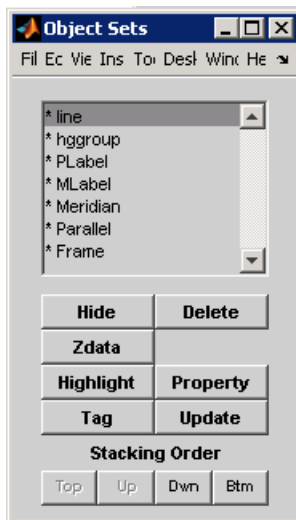 Object Sets
Fil Ec Vie Ins Too Desl Winc He
* line
* hggroup
* PLabel
* MLabel
* Meridian
* Parallel
* Frame
Hide Delete
Zdata
Highlight Property
Tag Update
Stacking Order
Top Up Dwn Btm